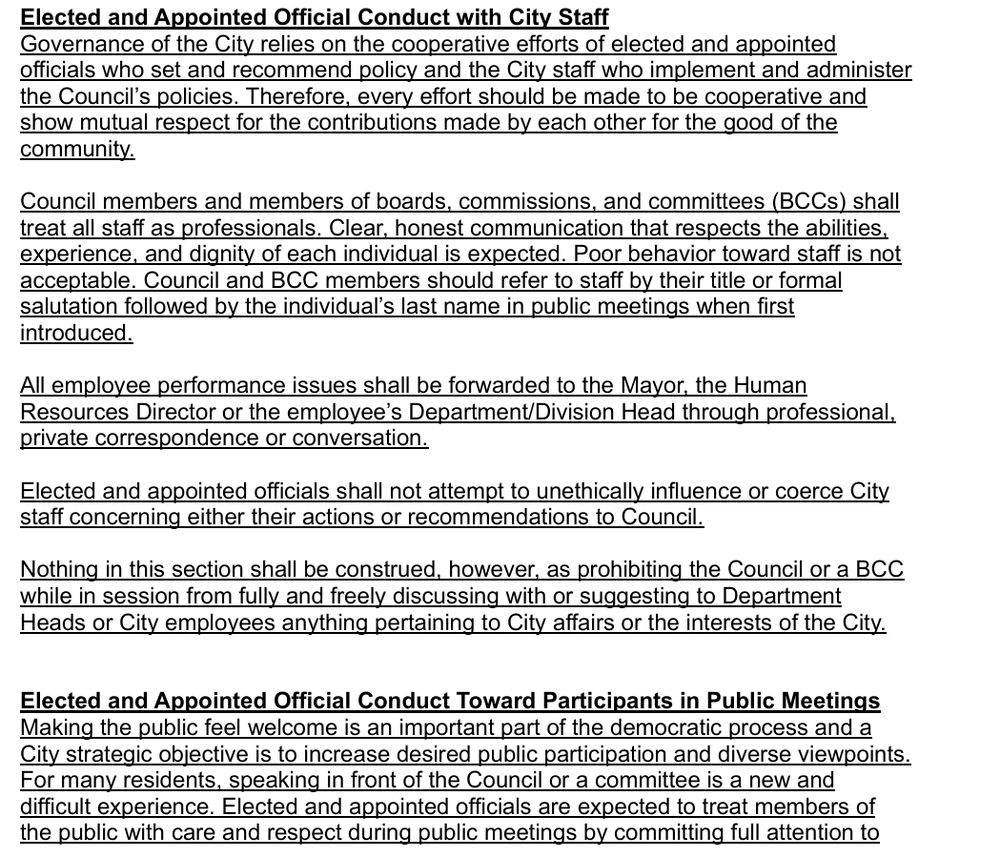 Elected and Appointed Official Conduct with City Staff
Governance of the City relies on the cooperative efforts of elected and appointed
officials who set and recommend policy and the City staff who implement and administer
the Council’s policies. Therefore, every effort should be made to be cooperative and
show mutual respect for the contributions made by each other for the good of the
community.
Council members and members of boards, commissions, and committees (BCCs) shall
treat all staff as professionals. Clear, honest communication that respects the abilities,
experience, and dignity of each individual is expected. Poor behavior toward staff is not
acceptable. Council and BCC members should refer to staff by their title or formal
salutation followed by the individual’s last name in public meetings when first
introduced.
All employee performance issues shall be forwarded to the Mayor, the Human
Resources Director or the employee’s Department/Division Head through professional,
private correspondence or conversation.
Elected and appointed officials shall not attempt to unethically influence or coerce City
staff concerning either their actions or recommendations to Council.
Nothing in this section shall be construed, however, as prohibiting the Council or a BCC
while in session from fully and freely discussing with or suggesting to Department
Heads or City employees anything pertaining to City affairs or the interests of the City.
Elected and Appointed Official Conduct Toward Participants in Public Meetings
Making the public feel welcome is an important part of the democratic process and a
City strategic objective is to increase desired public participation and diverse viewpoints.
For many residents, speaking in front of the Council or a committee is a new and
difficult experience. Elected and appointed officials are expected to treat members of
the public with care and respect during public meetings by committing full attention to